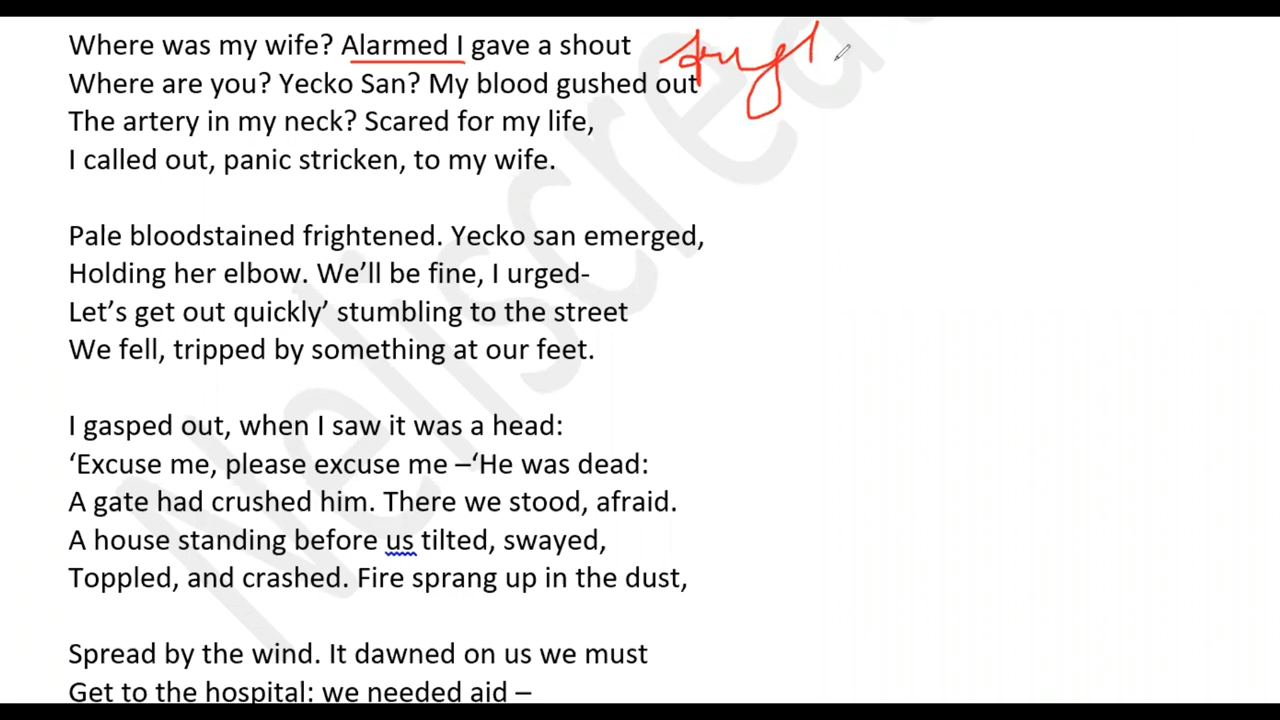 Where was my wife? Alarmed I gave a shout
Where are you? Yecko San? My blood gushed out
The artery in my neck? Scared for my life,
I called out, panic stricken, to my wife.
Pale bloodstained frightened. Yecko san emerged,
Holding her elbow. We’ll be fine, I urged-
Let’s get out quickly’ stumbling to the street
We fell, tripped by something at our feet.
I gasped out, when I saw it was a head:
‘Excuse me, please excuse me –‘He was dead:
A gate had crushed him. There we stood, afraid.
A house standing before us tilted, swayed,
Toppled, and crashed. Fire sprang up in the dust,
Spread by the wind. It dawned on us we must
Get to the hospital: we needed aid –